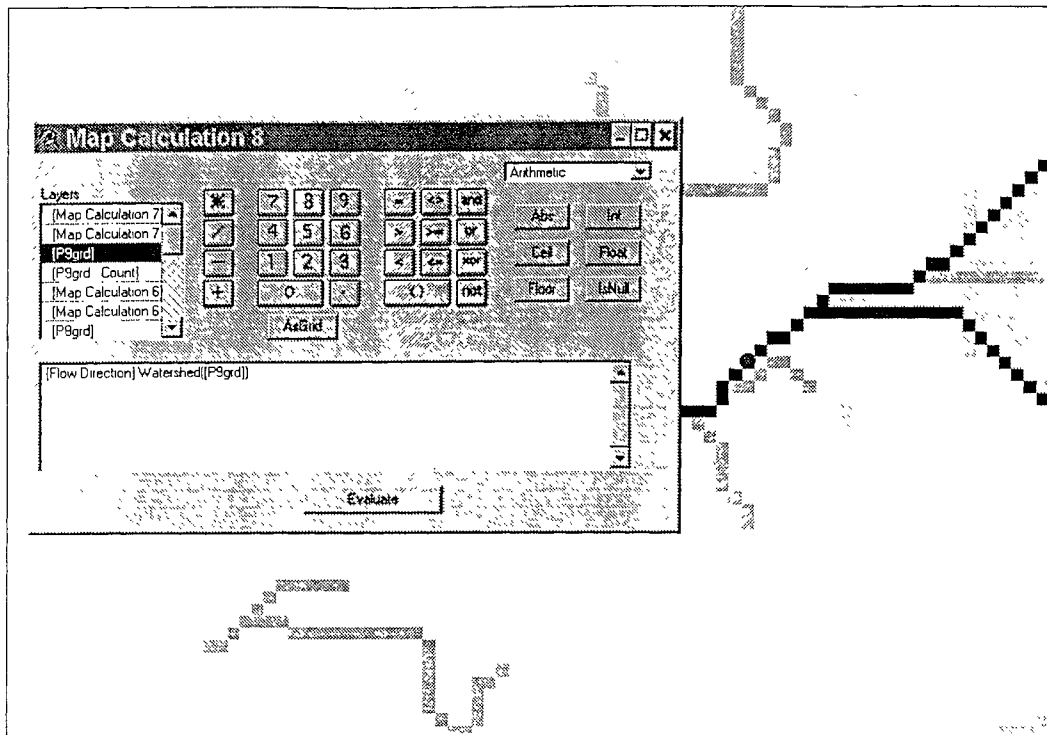 Map Calculation 8
Arithmetic
Layers
[Map Calculation 7
[Map Calculation 7
[P9grd]
[P9grd . Count]
[Map Calculation 6
[Map Calculation 6
[P8grd]
* 7 8 9 = <> and
/ 4 5 6 > >= or
- 1 2 3 < <= xor
+ 0 . () not
AsGrid
Abs Int
Ceil Float
Floor IsNull
[Flow Direction].Watershed([P9grd])
Evaluate